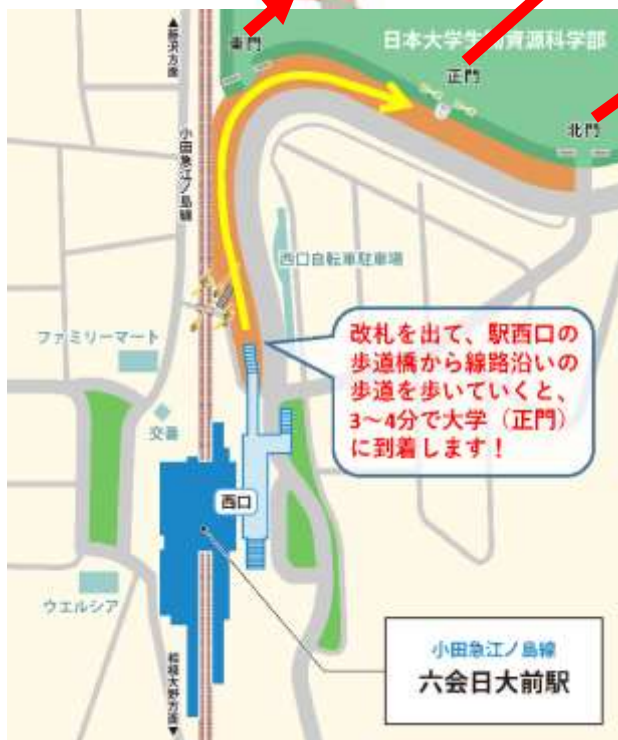 ▲藤沢方面
東門
日本大学生物資源科学部
正門
北門
小田急江ノ島線
西口自転車駐車場
ファミリーマート
改札を出て、駅西口の
歩道橋から線路沿いの
歩道を歩いていくと、
3~4分で大学（正門）
に到着します！
交番
西口
ウエルシア
小田急江ノ島線
六会日大前駅
相模大野方面▼